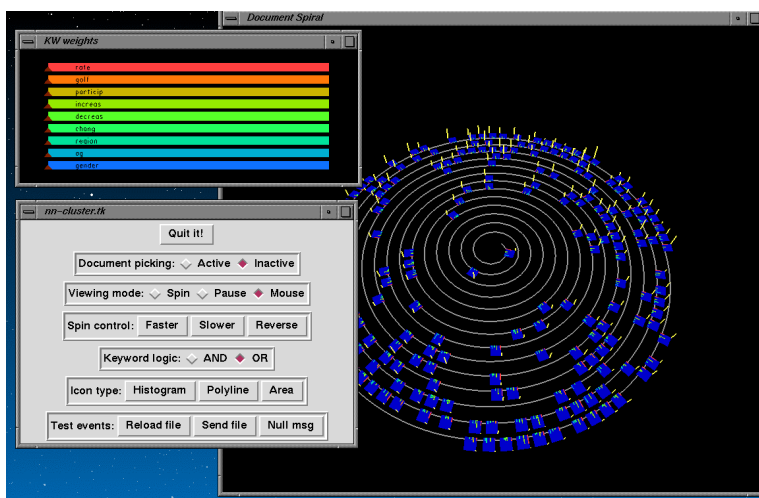 Document Spiral
KW weights
rate
golf
particip
increas
decreas
chang
region
ag
gender
nn-cluster.tk
Quit it!
Document picking: Active Inactive
Viewing mode: Spin Pause Mouse
Spin control: Faster Slower Reverse
Keyword logic: AND OR
Icon type: Histogram Polyline Area
Test events: Reload file Send file Null msg